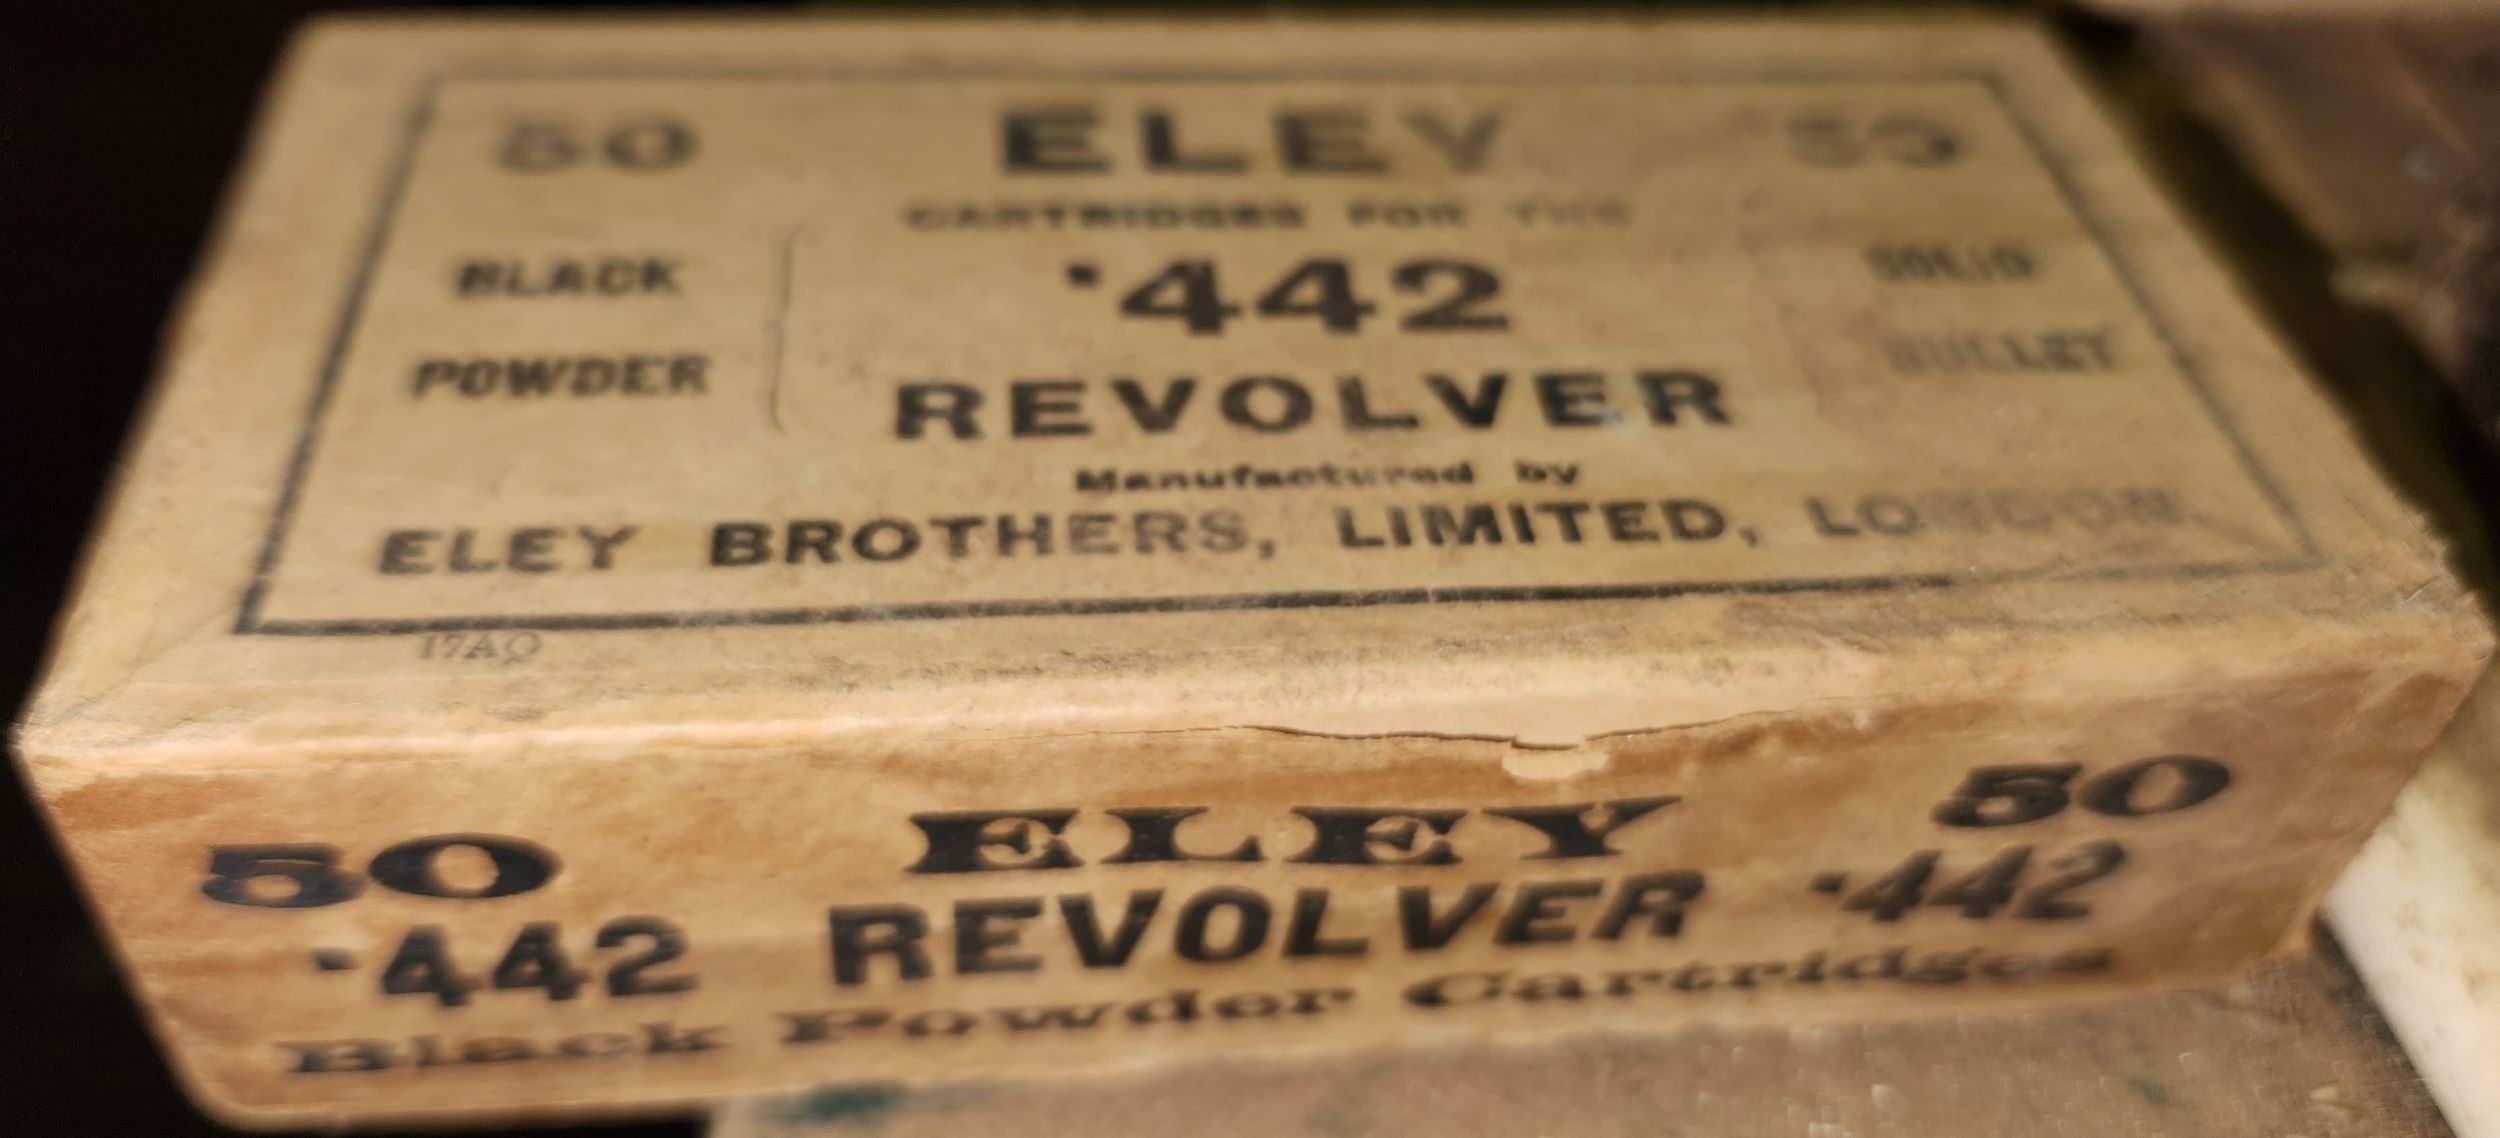 50 ELEY 50
CARTRIDGES FOR THE
BLACK ·442 SOLID
POWDER REVOLVER BULLET
Manufactured by
ELEY BROTHERS, LIMITED, LONDON
17AQ
50 ELEY 50
·442 REVOLVER ·442
Black Powder Cartridges